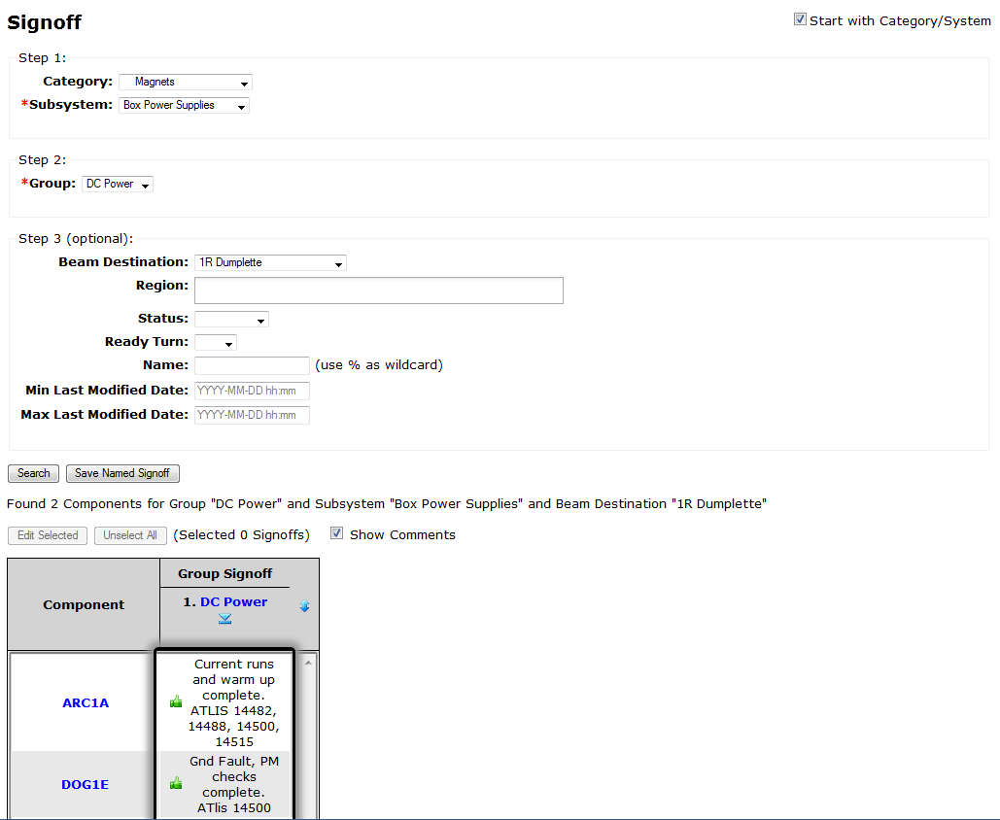 Signoff
Start with Category/System
Step 1:
Category: Magnets
*Subsystem: Box Power Supplies
Step 2:
*Group: DC Power
Step 3 (optional):
Beam Destination: 1R Dumplette
Region:
Status:
Ready Turn:
Name: (use % as wildcard)
Min Last Modified Date: YYYY-MM-DD hh:mm
Max Last Modified Date: YYYY-MM-DD hh:mm
Search Save Named Signoff
Found 2 Components for Group "DC Power" and Subsystem "Box Power Supplies" and Beam Destination "1R Dumplette"
Edit Selected Unselect All (Selected 0 Signoffs) Show Comments
Component
Group Signoff
1. DC Power
ARC1A
Current runs
and warm up
complete.
ATLIS 14482,
14488, 14500,
14515
DOG1E
Gnd Fault, PM
checks
complete.
ATlis 14500